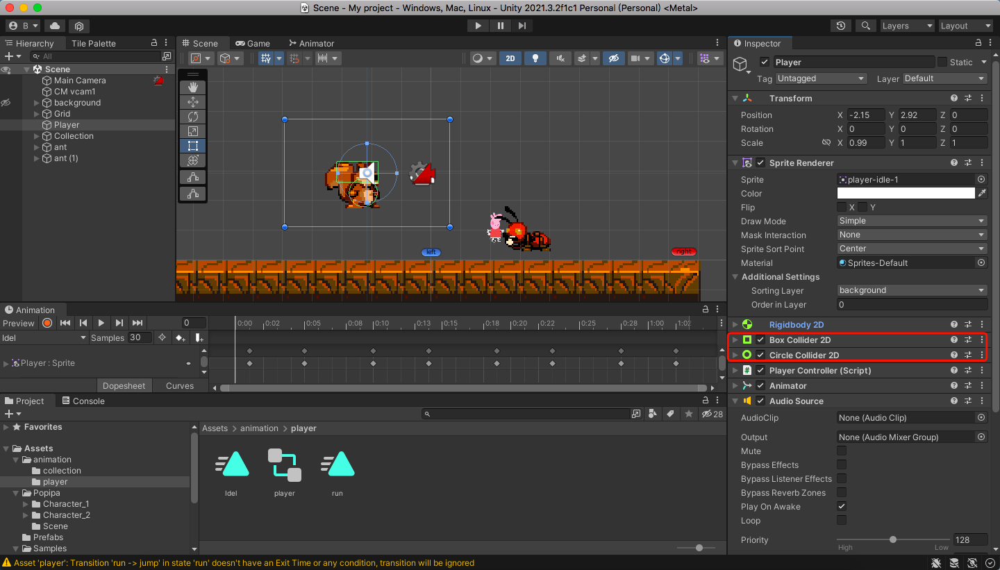 Scene - My project - Windows, Mac, Linux - Unity 2021.3.2f1c1 Personal (Personal) <Metal>
B
Layers
Layout
Hierarchy
Tile Palette
All
Scene
Main Camera
CM vcam1
background
Grid
Player
Collection
ant
ant (1)
Scene
Game
Animator
2D
left
right
Inspector
Player
Static
Tag Untagged Layer Default
Transform
Position X -2.15 Y 2.92 Z 0
Rotation X 0 Y 0 Z 0
Scale X 0.99 Y 1 Z 1
Sprite Renderer
Sprite player-idle-1
Color
Flip X Y
Draw Mode Simple
Mask Interaction None
Sprite Sort Point Center
Material Sprites-Default
Additional Settings
Sorting Layer background
Order in Layer 0
Rigidbody 2D
Box Collider 2D
Circle Collider 2D
Player Controller (Script)
Animator
Audio Source
AudioClip None (Audio Clip)
Output None (Audio Mixer Group)
Mute
Bypass Effects
Bypass Listener Effects
Bypass Reverb Zones
Play On Awake
Loop
Priority 128
High Low
Animation
Preview 0
0:00 0:02 0:05 0:08 0:10 0:13 0:15 0:18 0:20 0:22 0:25 0:28 1:00 1:02
Idel Samples 30
Player : Sprite
Dopesheet Curves
Project
Console
28
Favorites
Assets
animation
collection
player
Popipa
Character_1
Character_2
Scene
Prefabs
Samples
Assets > animation > player
Idel
player
run
Asset 'player': Transition 'run -> jump' in state 'run' doesn't have an Exit Time or any condition, transition will be ignored